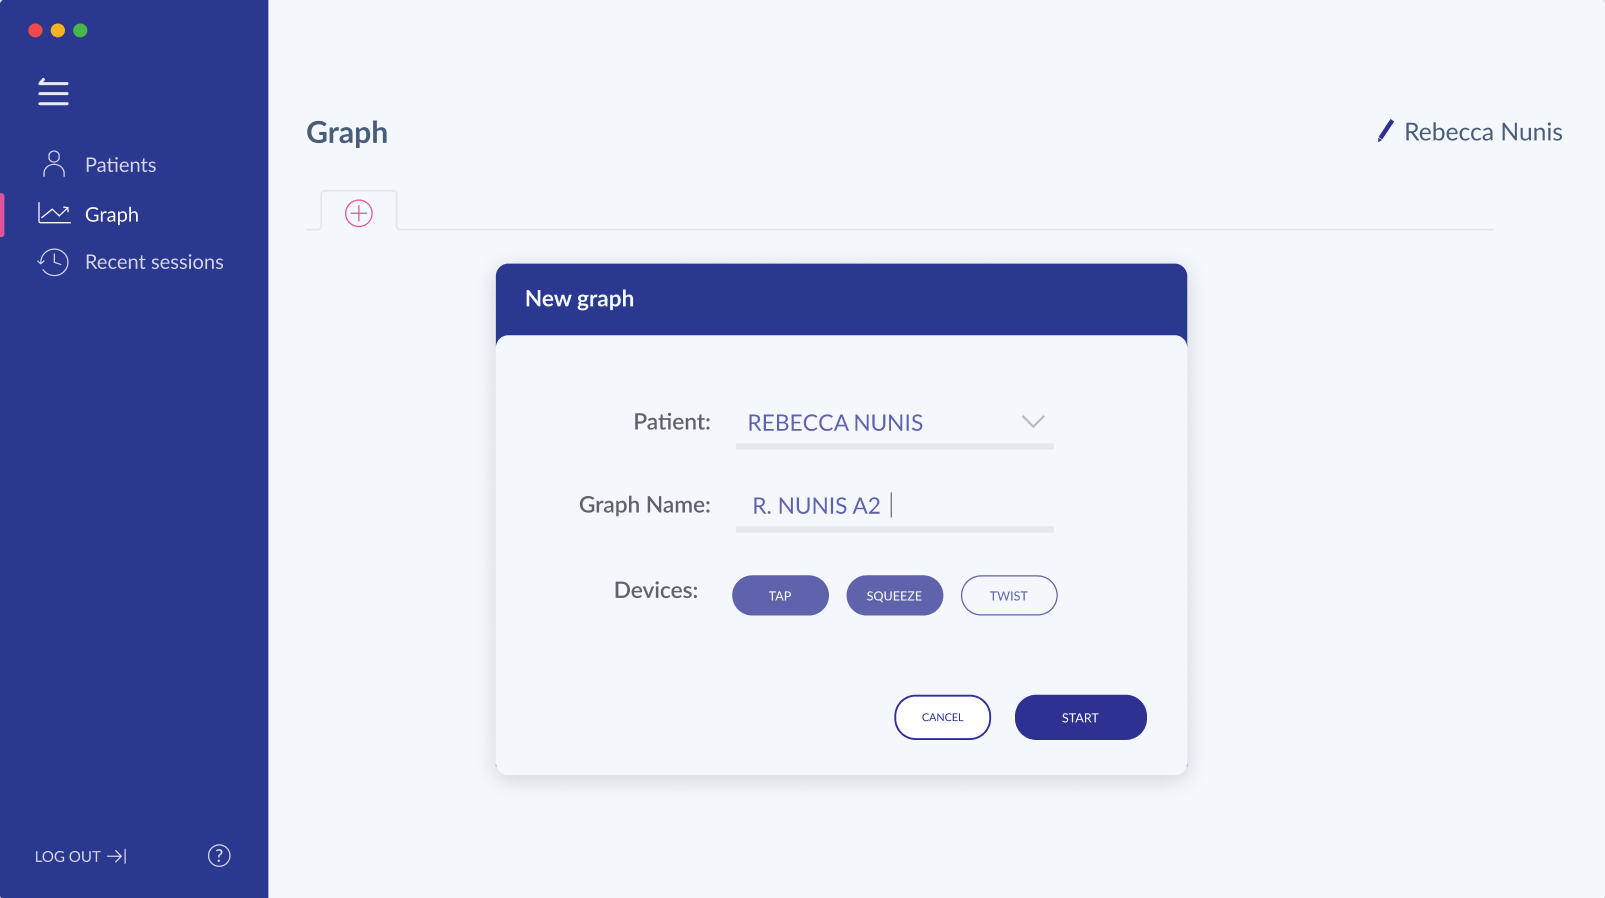 Patients
Graph
Recent sessions
LOG OUT
?
Graph
Rebecca Nunis
New graph
Patient: REBECCA NUNIS
Graph Name: R. NUNIS A2
Devices: TAP SQUEEZE TWIST
CANCEL START